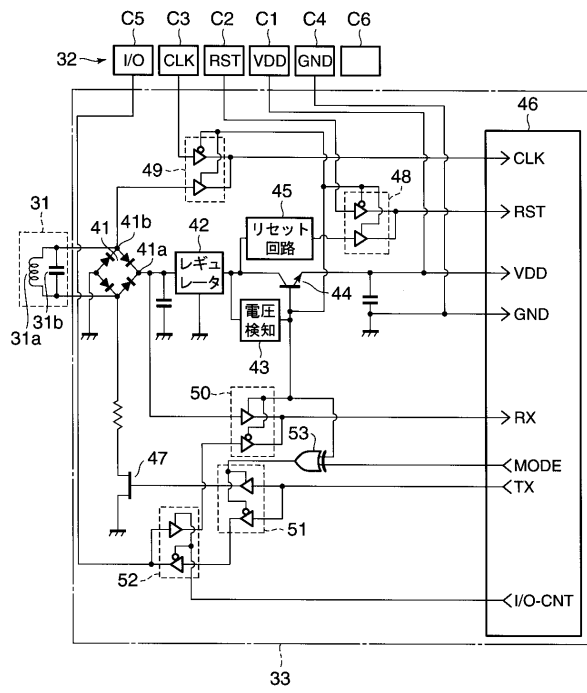 C5 C3 C2 C1 C4 C6
32 I/O CLK RST VDD GND
46
CLK
49
45
48
リセット
回路
RST
31
41 41b
42
41a
レギュ
レータ
44
VDD
31b
31a
電圧
検知
43
GND
50
RX
53
MODE
47
TX
51
52
I/O-CNT
33